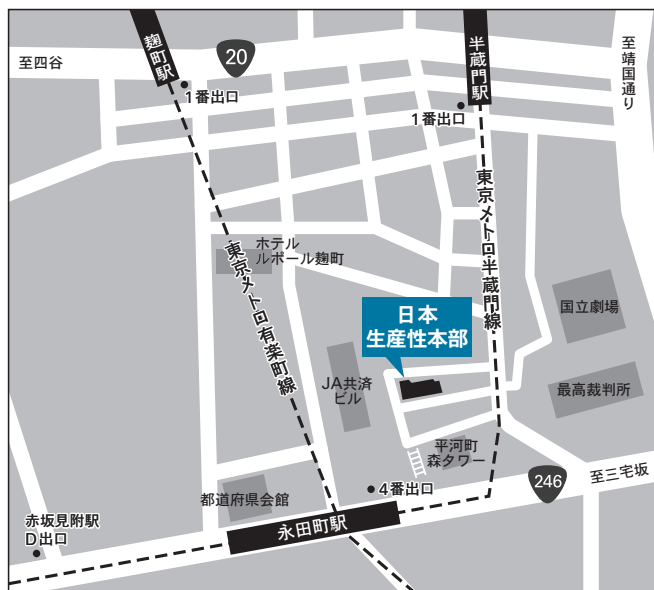 麹町駅
20
半蔵門駅
至四谷
至靖国通り
1番出口
1番出口
東京メトロ半蔵門線
ホテル
ルポール麹町
東京メトロ有楽町線
国立劇場
日本
生産性本部
JA共済
ビル
最高裁判所
平河町
森タワー
246
至三宅坂
4番出口
都道府県会館
赤坂見附駅
D出口
永田町駅